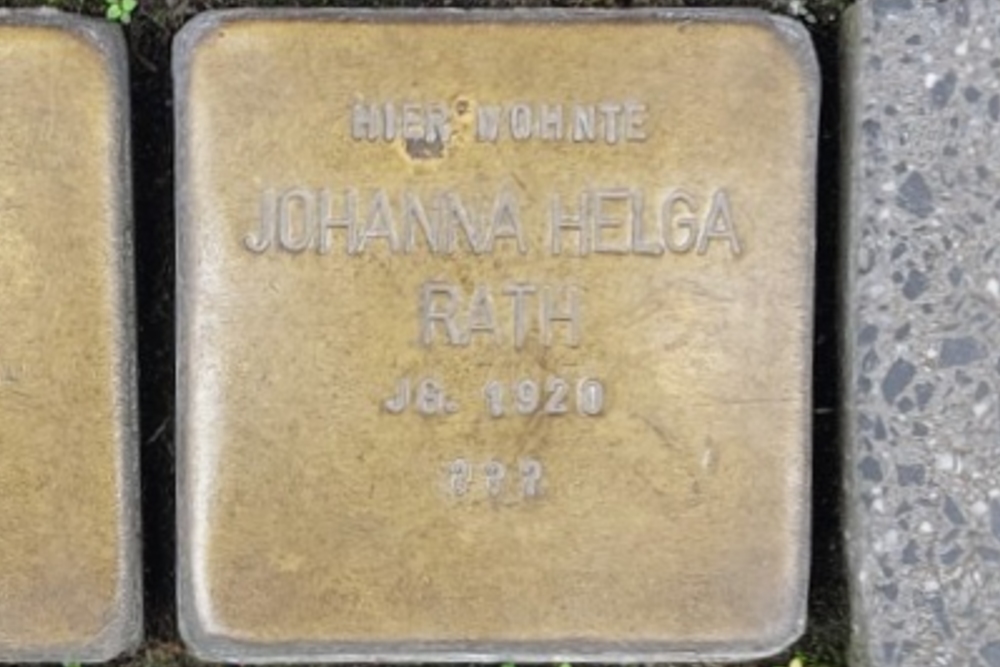 HIER WOHNTE
JOHANNA HELGA
RATH
JG. 1920
???